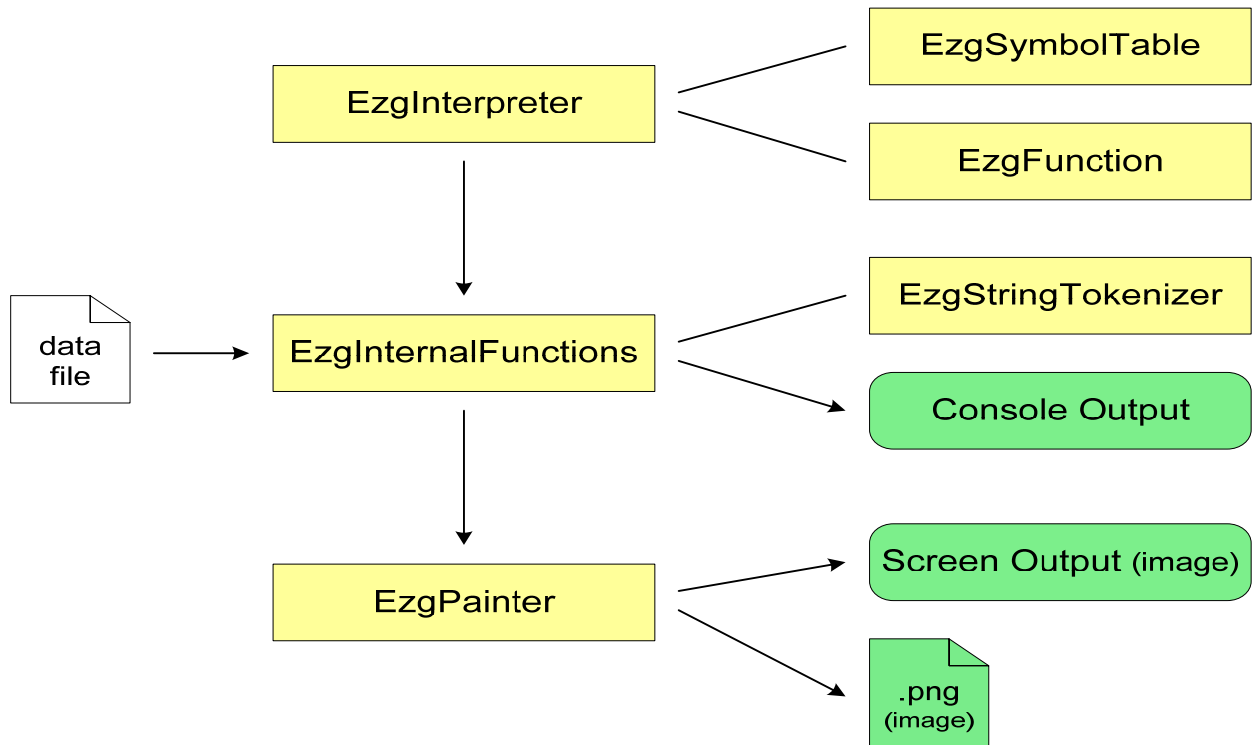 EzgSymbolTable
EzgInterpreter
EzgFunction
EzgStringTokenizer
data
file
EzgInternalFunctions
Console Output
Screen Output (image)
EzgPainter
.png
(image)